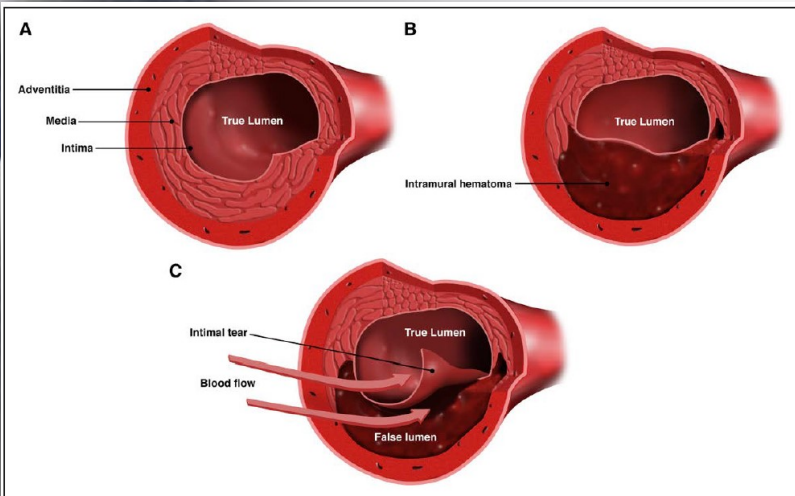 A
Adventitia
Media
Intima
True Lumen
B
True Lumen
Intramural hematoma
C
Intimal tear
True Lumen
Blood flow
False lumen